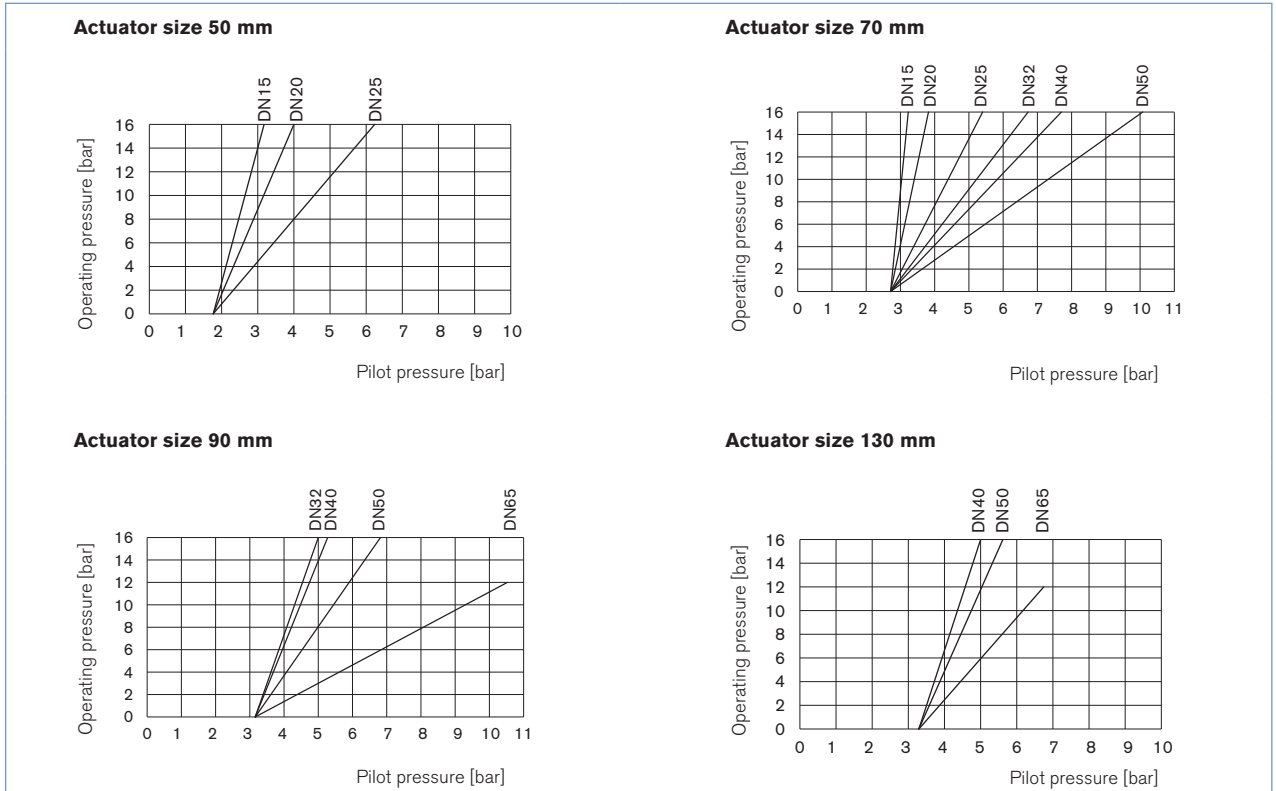 Actuator size 50 mm
DN15
DN20
DN25
Operating pressure [bar]
16
14
12
10
8
6
4
2
0
0 1 2 3 4 5 6 7 8 9 10
Pilot pressure [bar]
Actuator size 70 mm
DN15
DN20
DN25
DN32
DN40
DN50
Operating pressure [bar]
16
14
12
10
8
6
4
2
0
0 1 2 3 4 5 6 7 8 9 10 11
Pilot pressure [bar]
Actuator size 90 mm
DN32
DN40
DN50
DN65
Operating pressure [bar]
16
14
12
10
8
6
4
2
0
0 1 2 3 4 5 6 7 8 9 10 11
Pilot pressure [bar]
Actuator size 130 mm
DN40
DN50
DN65
Operating pressure [bar]
16
14
12
10
8
6
4
2
0
0 1 2 3 4 5 6 7 8 9 10
Pilot pressure [bar]